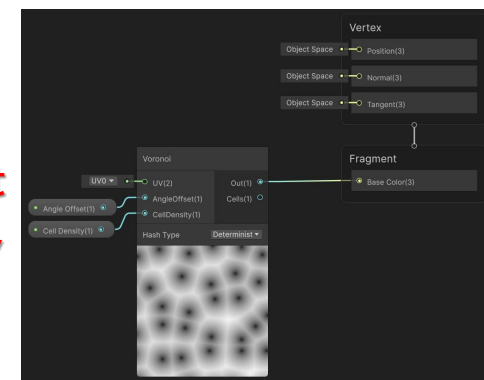 Vertex
Object Space
Position(3)
Object Space
Normal(3)
Object Space
Tangent(3)
Fragment
Base Color(3)
Voronoi
UV0
UV(2)
Out(1)
Angle Offset(1)
AngleOffset(1)
Cells(1)
Cell Density(1)
CellDensity(1)
Hash Type
Determinist